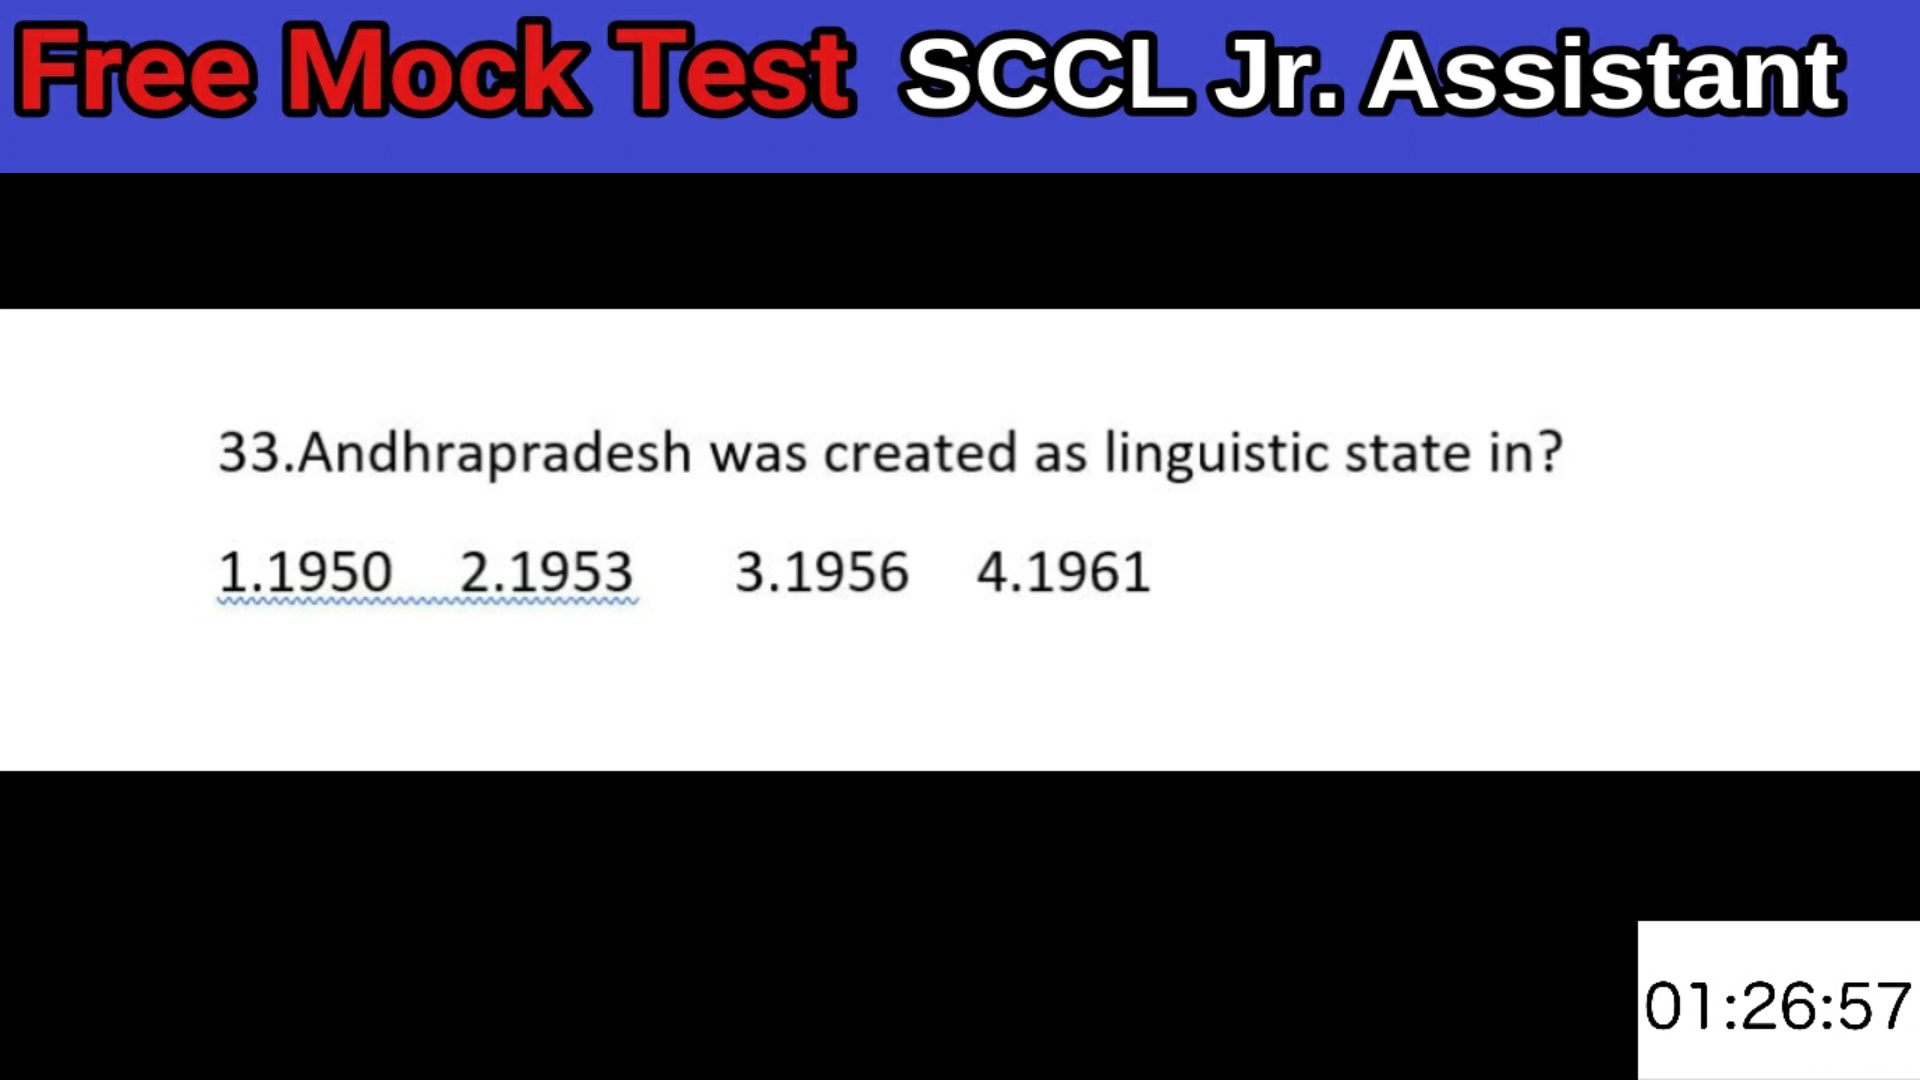 Free Mock Test SCCL Jr. Assistant
33.Andhrapradesh was created as linguistic state in?
1.1950 2.1953 3.1956 4.1961
01:26:57